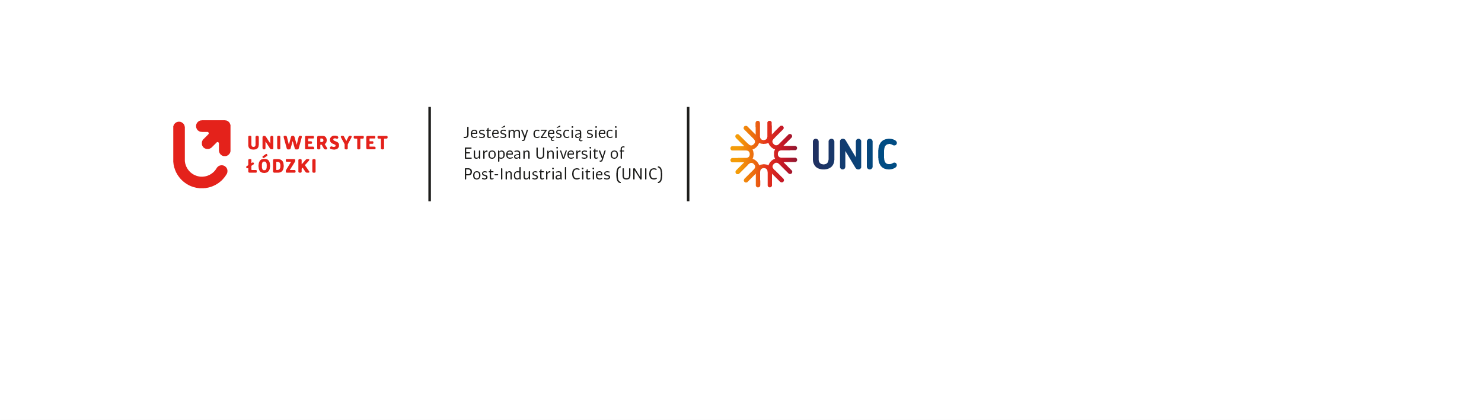 UNIWERSYTET
ŁÓDZKI
Jesteśmy częścią sieci
European University of
Post-Industrial Cities (UNIC)
UNIC